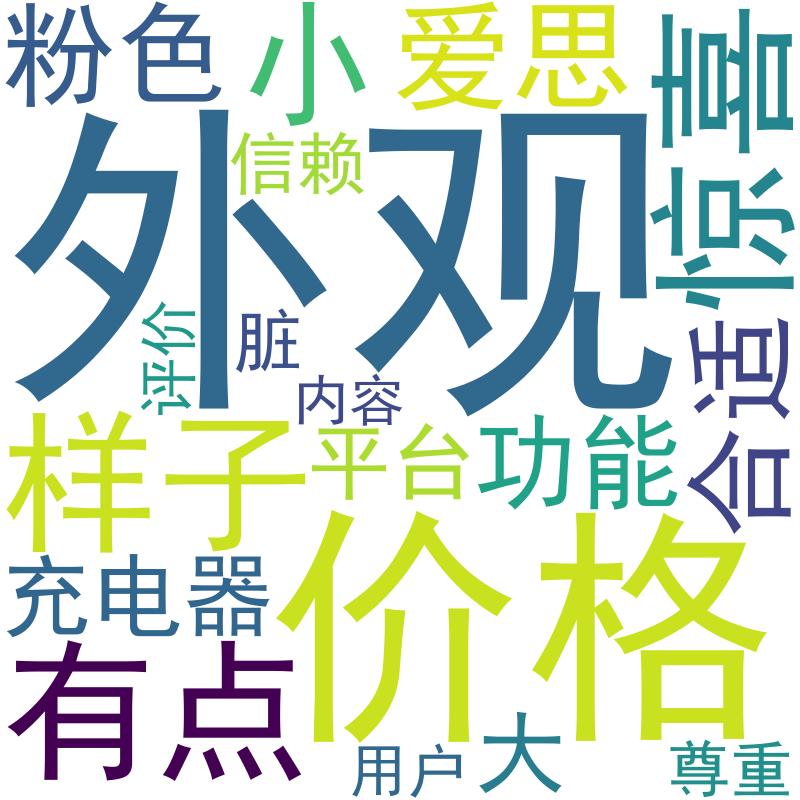 粉色
小
爱思
惊喜
外观
信赖
评价
脏
内容
合适
样子
平台
功能
充电器
价格
有点
用户
大
尊重